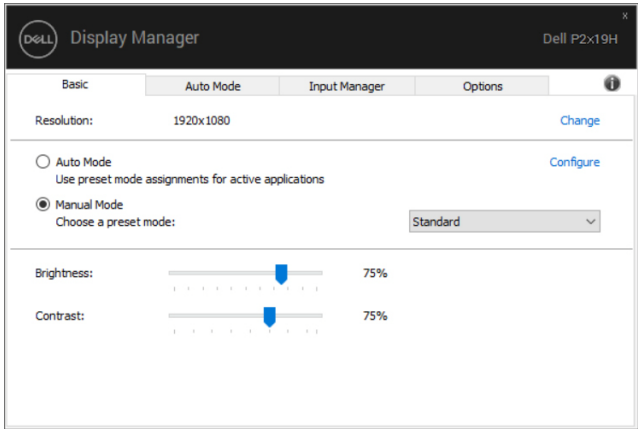 x
DELL Display Manager Dell P2x19H
Basic Auto Mode Input Manager Options i
Resolution: 1920x1080 Change
Auto Mode Configure
Use preset mode assignments for active applications
Manual Mode
Choose a preset mode: Standard
Brightness: 75%
Contrast: 75%